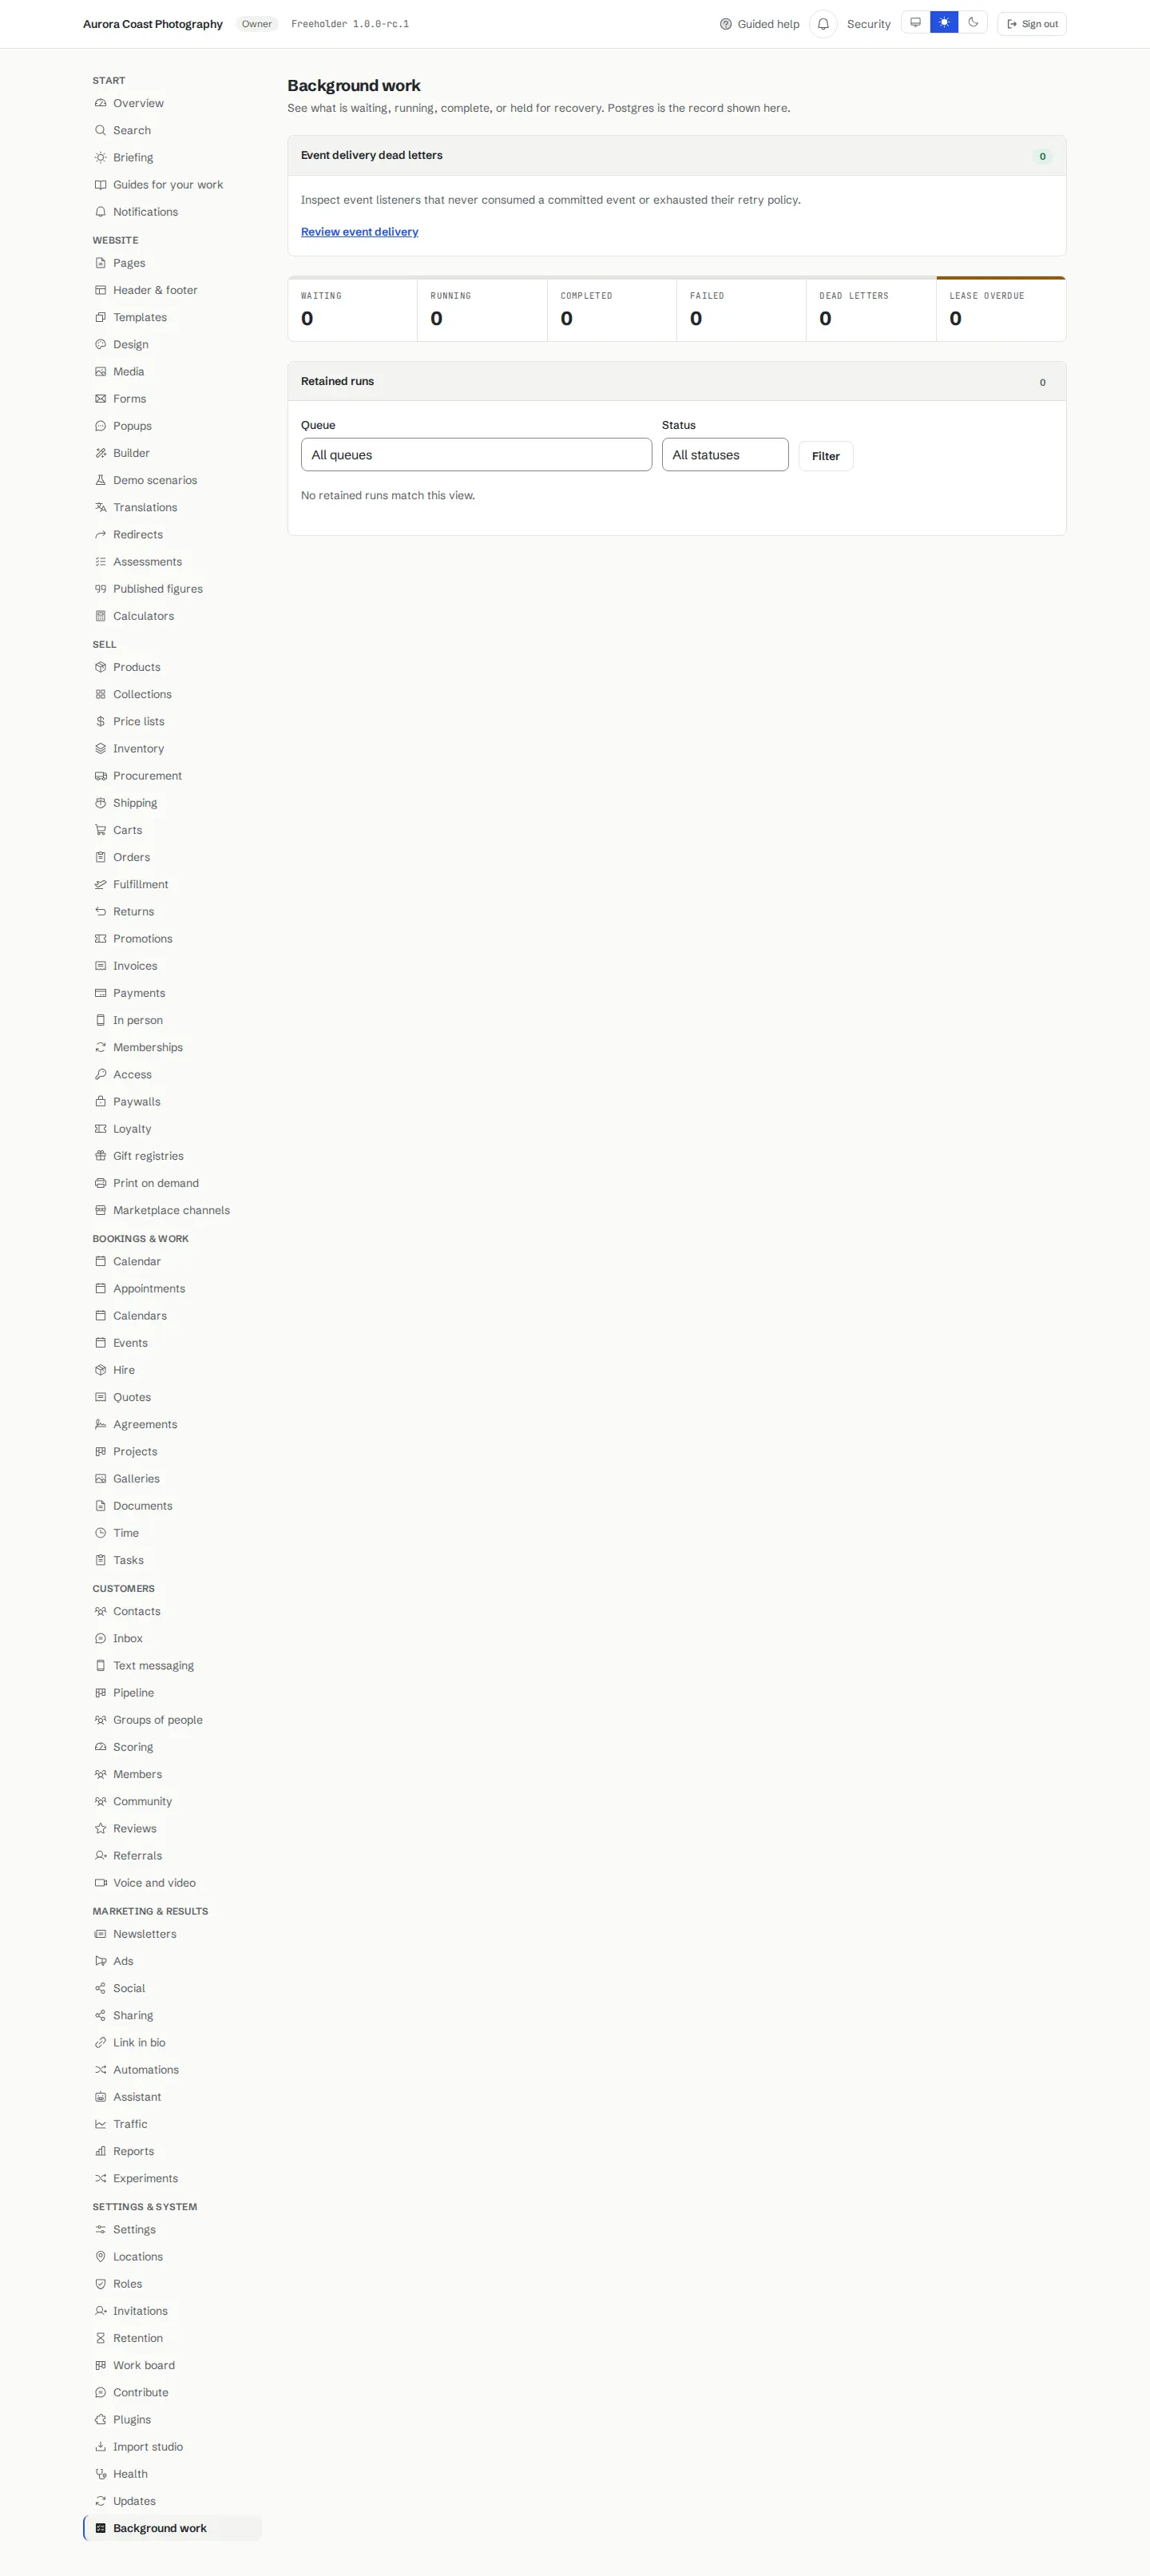 Aurora Coast Photography Owner Freeholder 1.0.0-rc.1 Guided help Security Sign out
START
Overview
Search
Briefing
Guides for your work
Notifications
WEBSITE
Pages
Header & footer
Templates
Design
Media
Forms
Popups
Builder
Demo scenarios
Translations
Redirects
Assessments
Published figures
Calculators
SELL
Products
Collections
Price lists
Inventory
Procurement
Shipping
Carts
Orders
Fulfillment
Returns
Promotions
Invoices
Payments
In person
Memberships
Access
Paywalls
Loyalty
Gift registries
Print on demand
Marketplace channels
BOOKINGS & WORK
Calendar
Appointments
Calendars
Events
Hire
Quotes
Agreements
Projects
Galleries
Documents
Time
Tasks
CUSTOMERS
Contacts
Inbox
Text messaging
Pipeline
Groups of people
Scoring
Members
Community
Reviews
Referrals
Voice and video
MARKETING & RESULTS
Newsletters
Ads
Social
Sharing
Link in bio
Automations
Assistant
Traffic
Reports
Experiments
SETTINGS & SYSTEM
Settings
Locations
Roles
Invitations
Retention
Work board
Contribute
Plugins
Import studio
Health
Updates
Background work
Background work
See what is waiting, running, complete, or held for recovery. Postgres is the record shown here.
Event delivery dead letters 0
Inspect event listeners that never consumed a committed event or exhausted their retry policy.
Review event delivery
WAITING RUNNING COMPLETED FAILED DEAD LETTERS LEASE OVERDUE
0 0 0 0 0 0
Retained runs 0
Queue Status
All queues All statuses Filter
No retained runs match this view.